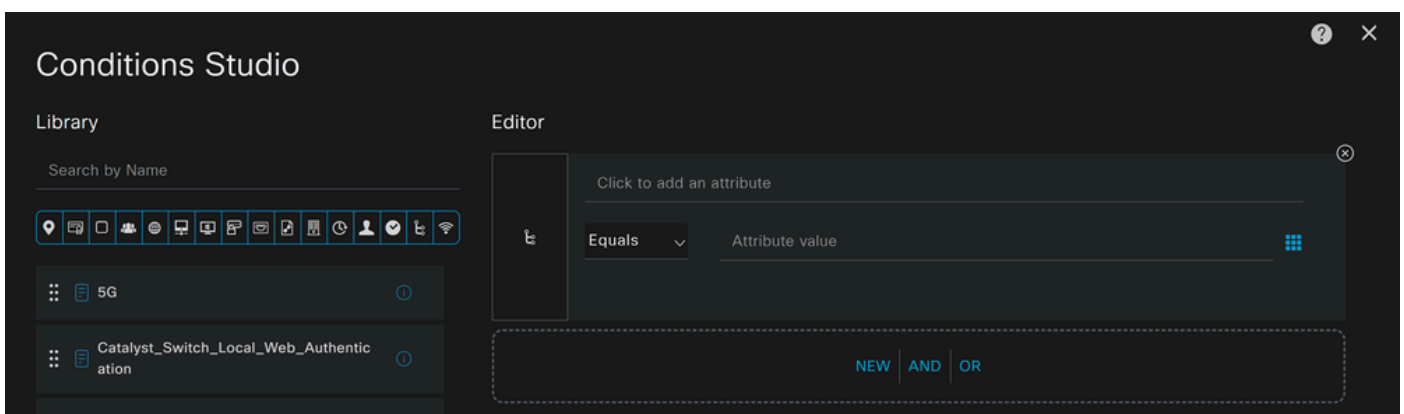 Conditions Studio
Library
Search by Name
5G
Catalyst_Switch_Local_Web_Authentic
ation
Editor
Click to add an attribute
Equals
Attribute value
NEW AND OR